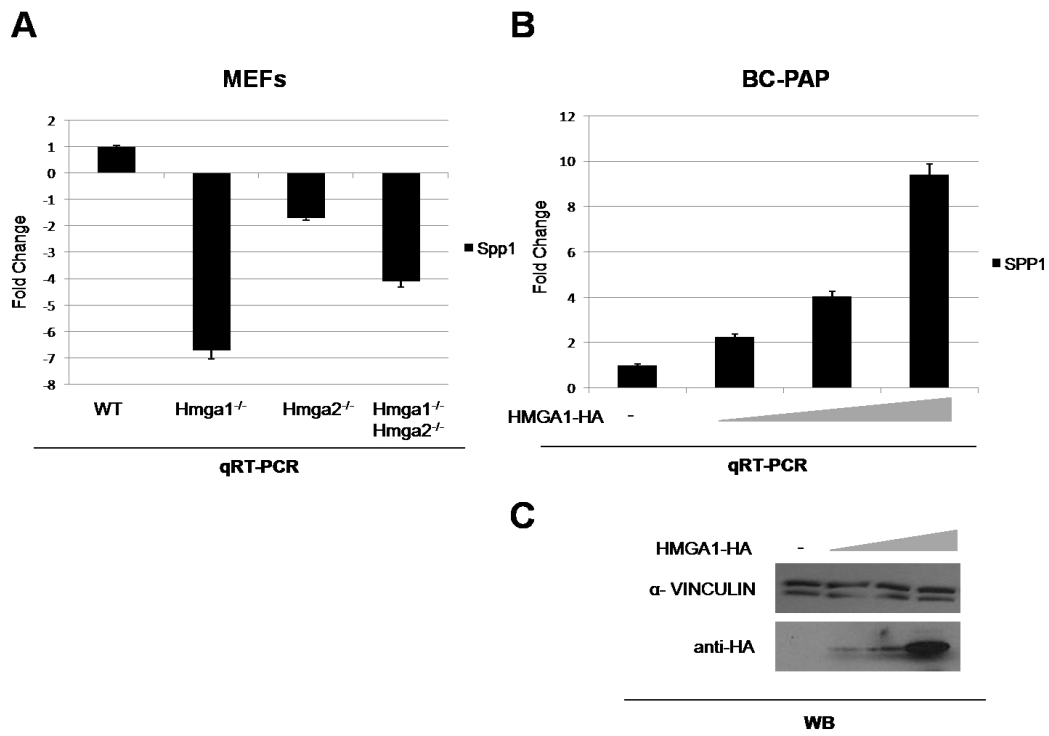 A
MEFs
2
1
0
-1
-2
-3
-4
-5
-6
-7
-8
Fold Change
Spp1
WT
Hmga1-/-
Hmga2-/-
Hmga1-/-
Hmga2-/-
qRT-PCR
B
BC-PAP
12
10
8
6
4
2
0
Fold Change
SPP1
HMGA1-HA
-
qRT-PCR
C
HMGA1-HA
-
α- VINCULIN
anti-HA
WB